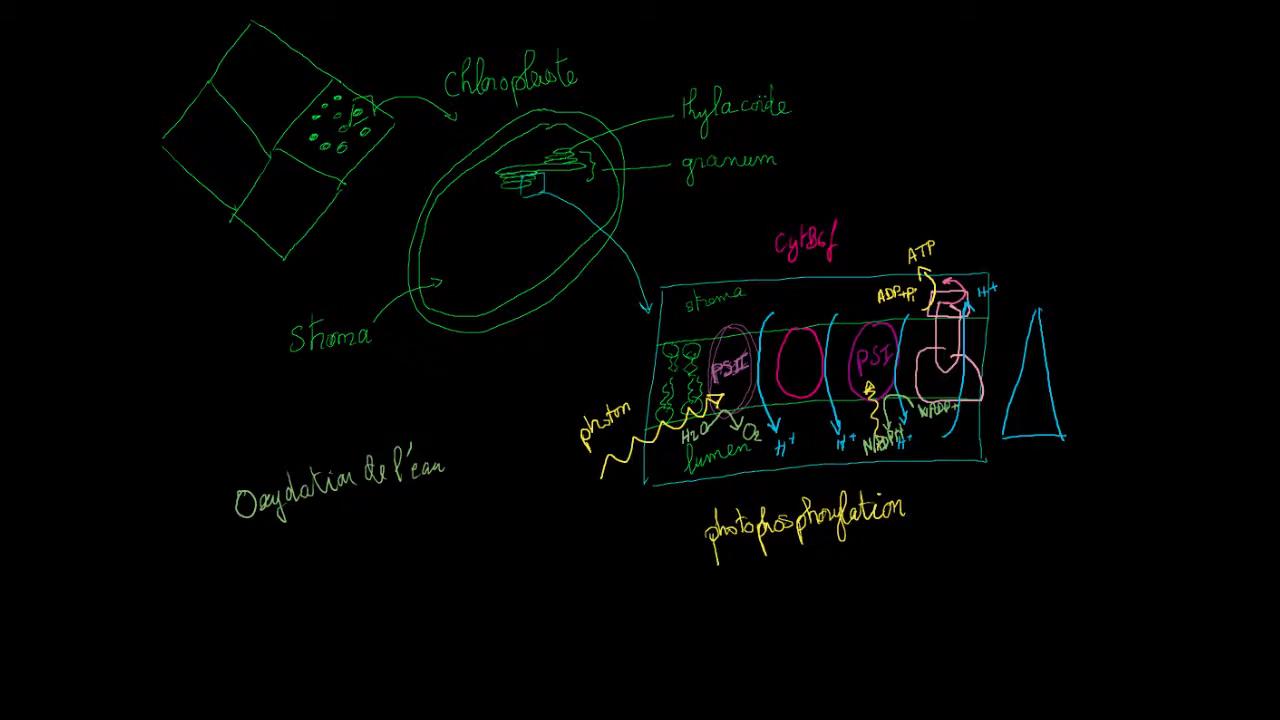 Chloroplaste
thylacoïde
granum
stroma
CytB6f
ATP
ADP+Pi
H+
stroma
PSII
PSI
photon
H2O
O2
lumen
H+
H+
NADPH
H+
NADP+
Oxydation de l'eau
photophosphorylation